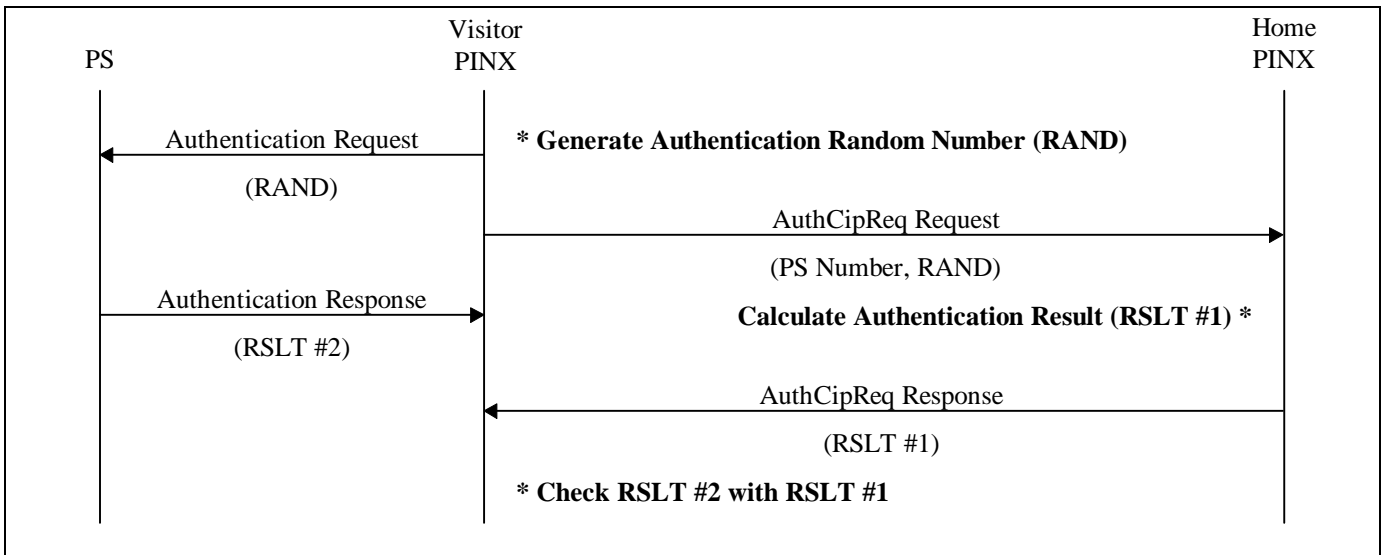 Visitor
Home
PS
PINX
PINX
Authentication Request
* Generate Authentication Random Number (RAND)
(RAND)
AuthCipReq Request
(PS Number, RAND)
Authentication Response
Calculate Authentication Result (RSLT #1) *
(RSLT #2)
AuthCipReq Response
(RSLT #1)
* Check RSLT #2 with RSLT #1